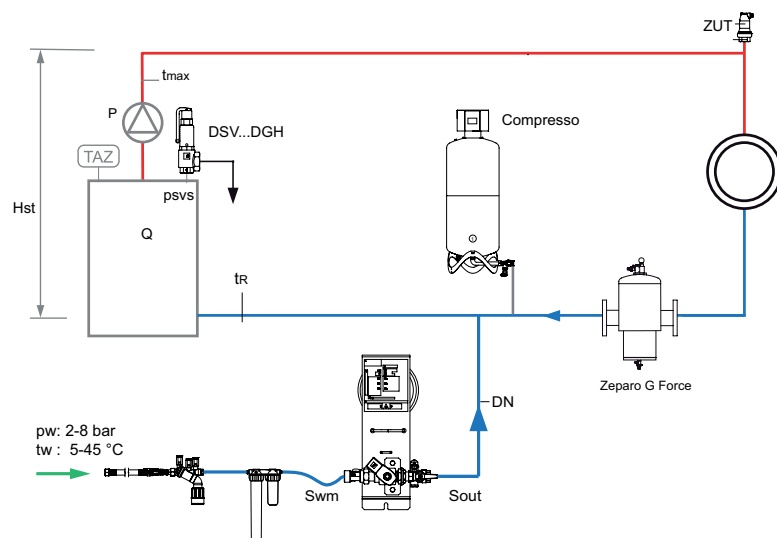 ZUT
tmax
P
DSV...DGH
Compresso
TAZ
psvs
Hst
Q
tR
Zeparo G Force
DN
pw: 2-8 bar
tw : 5-45 °C
Swm
Sout